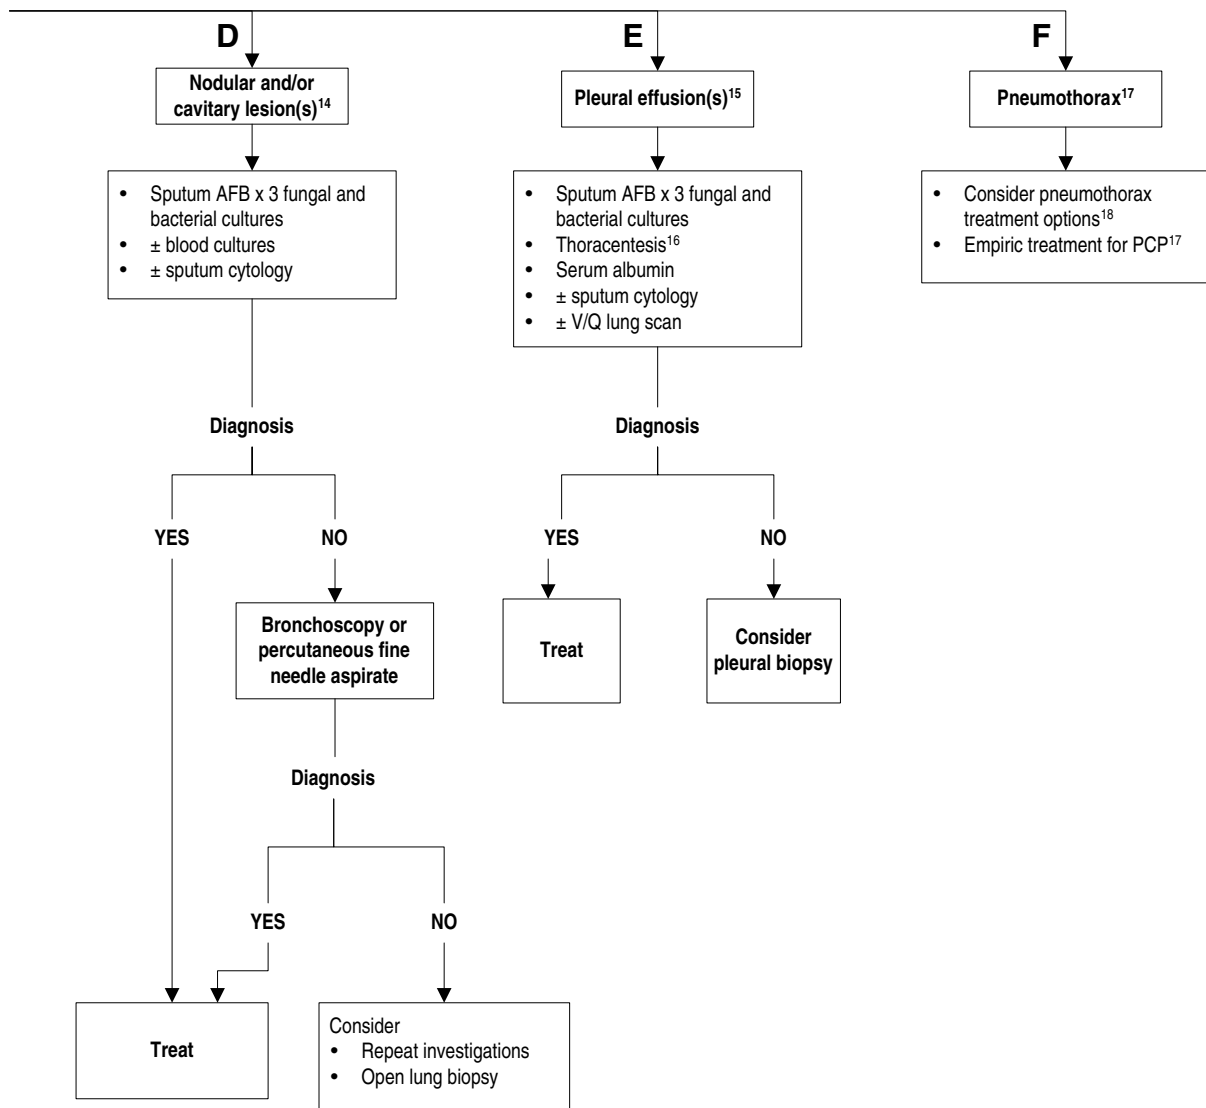 D
Nodular and/or
cavitary lesion(s)14
• Sputum AFB x 3 fungal and
bacterial cultures
• ± blood cultures
• ± sputum cytology
Diagnosis
YES
NO
Bronchoscopy or
percutaneous fine
needle aspirate
Diagnosis
YES
NO
Treat
Consider
• Repeat investigations
• Open lung biopsy
E
Pleural effusion(s)15
• Sputum AFB x 3 fungal and
bacterial cultures
• Thoracentesis16
• Serum albumin
• ± sputum cytology
• ± V/Q lung scan
Diagnosis
YES
NO
Treat
Consider
pleural biopsy
F
Pneumothorax17
• Consider pneumothorax
treatment options18
• Empiric treatment for PCP17